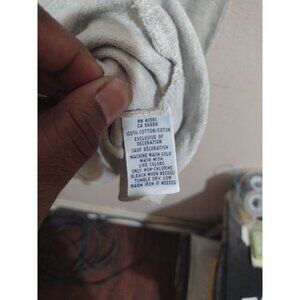 RN 41381
CA 56650
100% COTTON/COTON
EXCLUSIVE OF
DECORATION
SAUF DECORATION
MACHINE WASH COLD
WASH WITH
LIKE COLORS
ONLY NON-CHLORINE
BLEACH WHEN NEEDED
TUMBLE DRY LOW
WARM IRON IF NEEDED